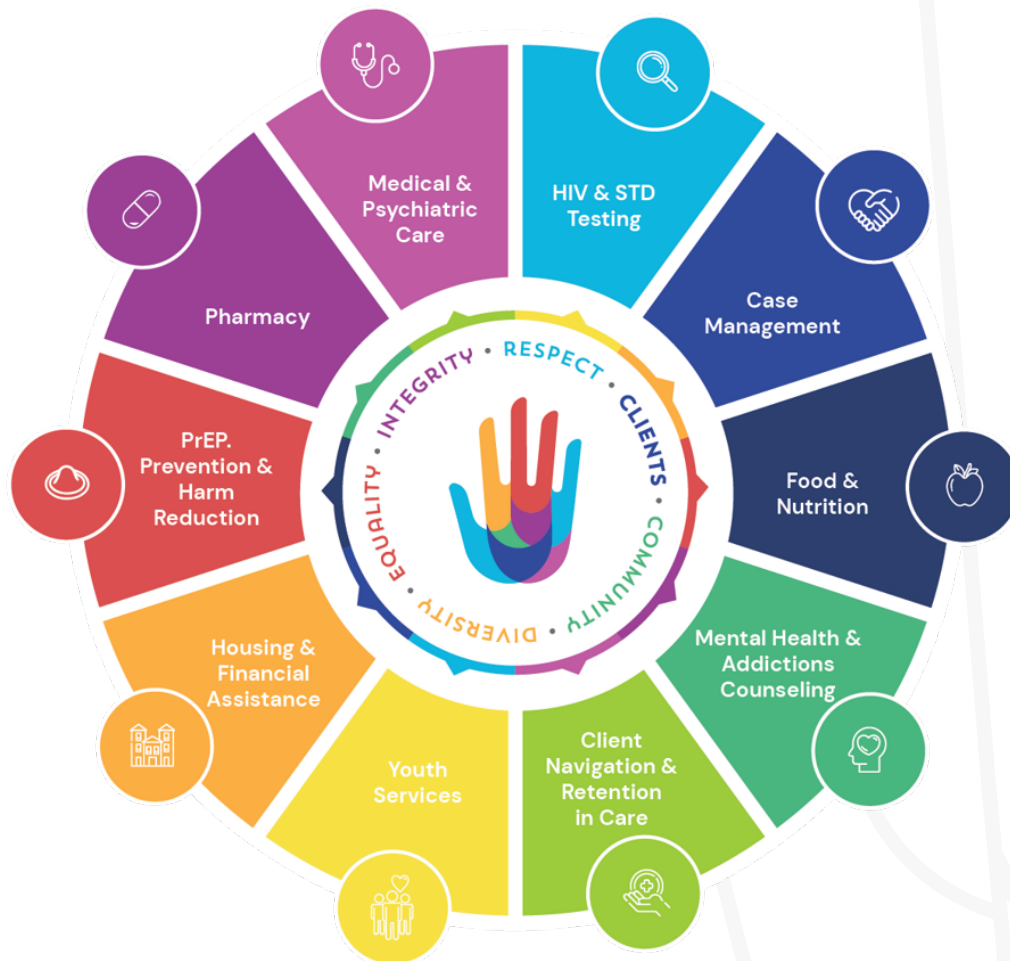 Medical &
Psychiatric
Care
HIV & STD
Testing
Case
Management
Food &
Nutrition
Mental Health &
Addictions
Counseling
Client
Navigation &
Retention
in Care
Youth
Services
Housing &
Financial
Assistance
PrEP.
Prevention &
Harm
Reduction
Pharmacy
INTEGRITY • RESPECT • CLIENTS • COMMUNITY • DIVERSITY • EQUALITY •